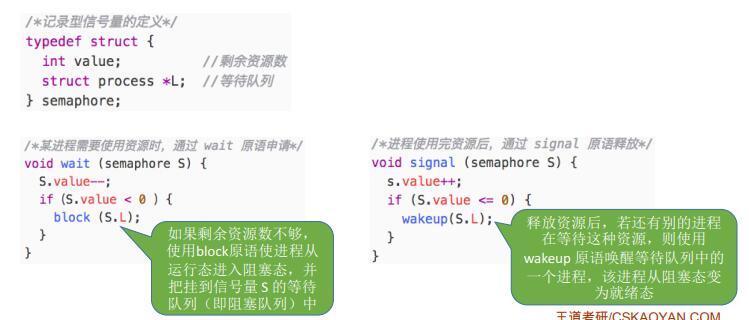 /*记录型信号量的定义*/
typedef struct {
int value; //剩余资源数
struct process *L; //等待队列
} semaphore;
/*某进程需要使用资源时，通过 wait 原语申请*/
void wait (semaphore S) {
S.value--;
if (S.value < 0 ) {
block (S.L);
}
}
如果剩余资源数不够，
使用block原语使进程从
运行态进入阻塞态，并
把挂到信号量 S 的等待
队列（即阻塞队列）中
/*进程使用完资源后，通过 signal 原语释放*/
void signal (semaphore S) {
s.value++;
if (S.value <= 0) {
wakeup(S.L);
}
}
释放资源后，若还有别的进程
在等待这种资源，则使用
wakeup 原语唤醒等待队列中的
一个进程，该进程从阻塞态变
为就绪态
王道考研/CSKAOYAN.COM